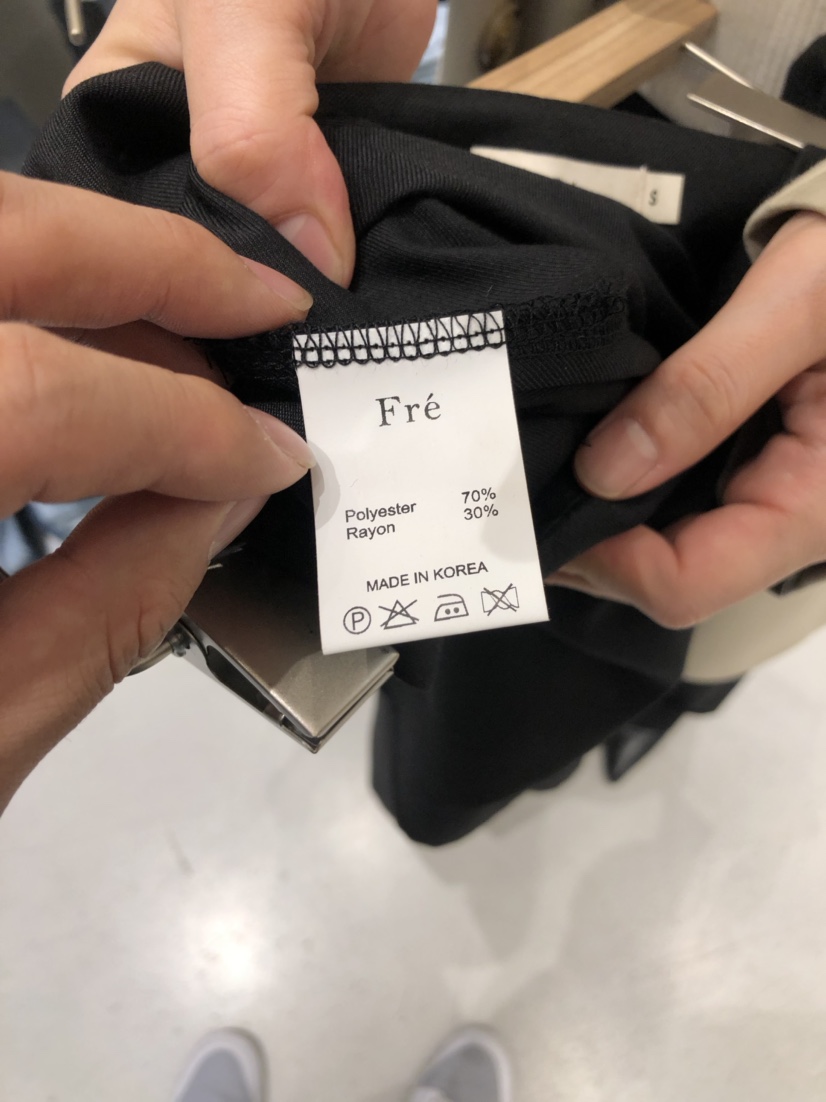 S
Fré
Polyester 70%
Rayon 30%
MADE IN KOREA
P